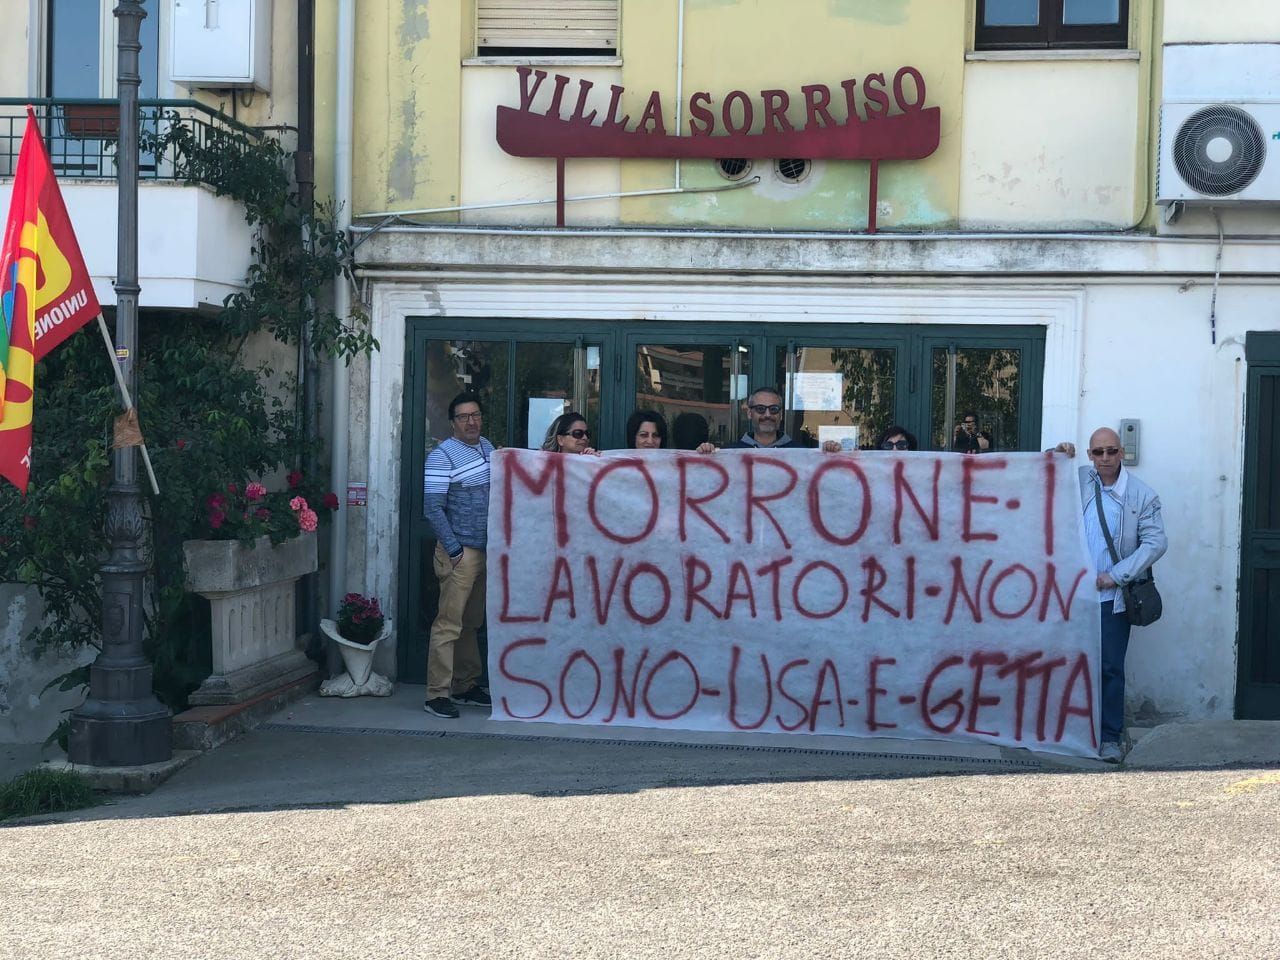 VILLA SORRISO
UNIONE
MORRONE·I
LAVORATORI-NON
SONO-USA-E-GETTA